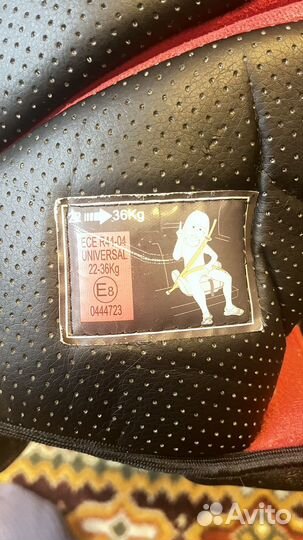 22 36Kg
ECE R44-04
UNIVERSAL
22-36Kg
E8
0444723
Avito